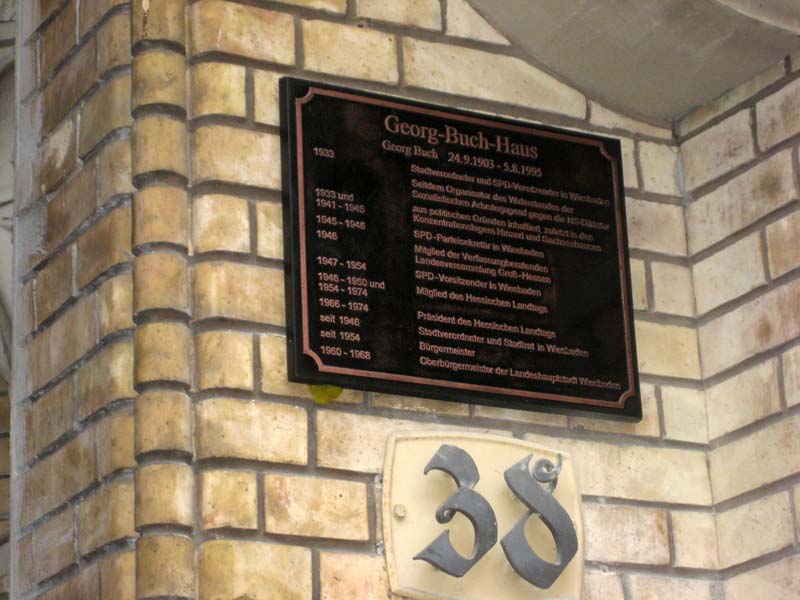 Georg-Buch-Haus
Georg Buch 24.9.1903 - 5.8.1995
1933 Stadtverordneter und SPD-Vorsitzender in Wiesbaden
Seitdem Organisator des Widerstandes der
Sozialistischen Arbeiterjugend gegen die NS-Diktatur
1933 und aus politischen Gründen inhaftiert, zuletzt in den
1941 - 1945 Konzentrationslagern Hinzert und Sachsenhausen
1945 - 1946 SPD-Parteisekretär in Wiesbaden
1946 Mitglied der Verfassungberatenden
Landesversammlung Groß-Hessen
1947 - 1954 SPD-Vorsitzender in Wiesbaden
1946 - 1950 und Mitglied des Hessischen Landtags
1954 - 1974
1966 - 1974 Präsident des Hessischen Landtags
seit 1946 Stadtverordneter und Stadtrat in Wiesbaden
seit 1954 Bürgermeister
1960 - 1968 Oberbürgermeister der Landeshauptstadt Wiesbaden
38